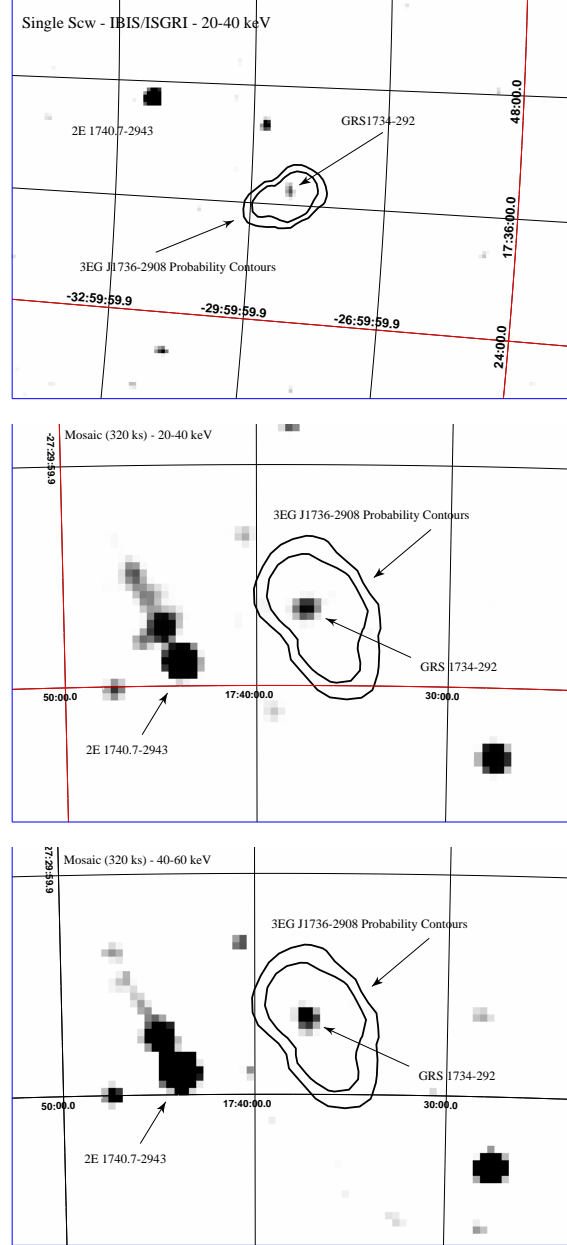 Single Scw - IBIS/ISGRI - 20-40 keV
48:00.0
GRS1734-292
2E 1740.7-2943
17:36:00.0
3EG J1736-2908 Probability Contours
-32:59:59.9
-29:59:59.9
-26:59:59.9
24:00.0
Mosaic (320 ks) - 20-40 keV
-27:29:59.9
3EG J1736-2908 Probability Contours
GRS 1734-292
50:00.0
17:40:00.0
30:00.0
2E 1740.7-2943
Mosaic (320 ks) - 40-60 keV
27:29:59.9
3EG J1736-2908 Probability Contours
GRS 1734-292
50:00.0
17:40:00.0
30:00.0
2E 1740.7-2943